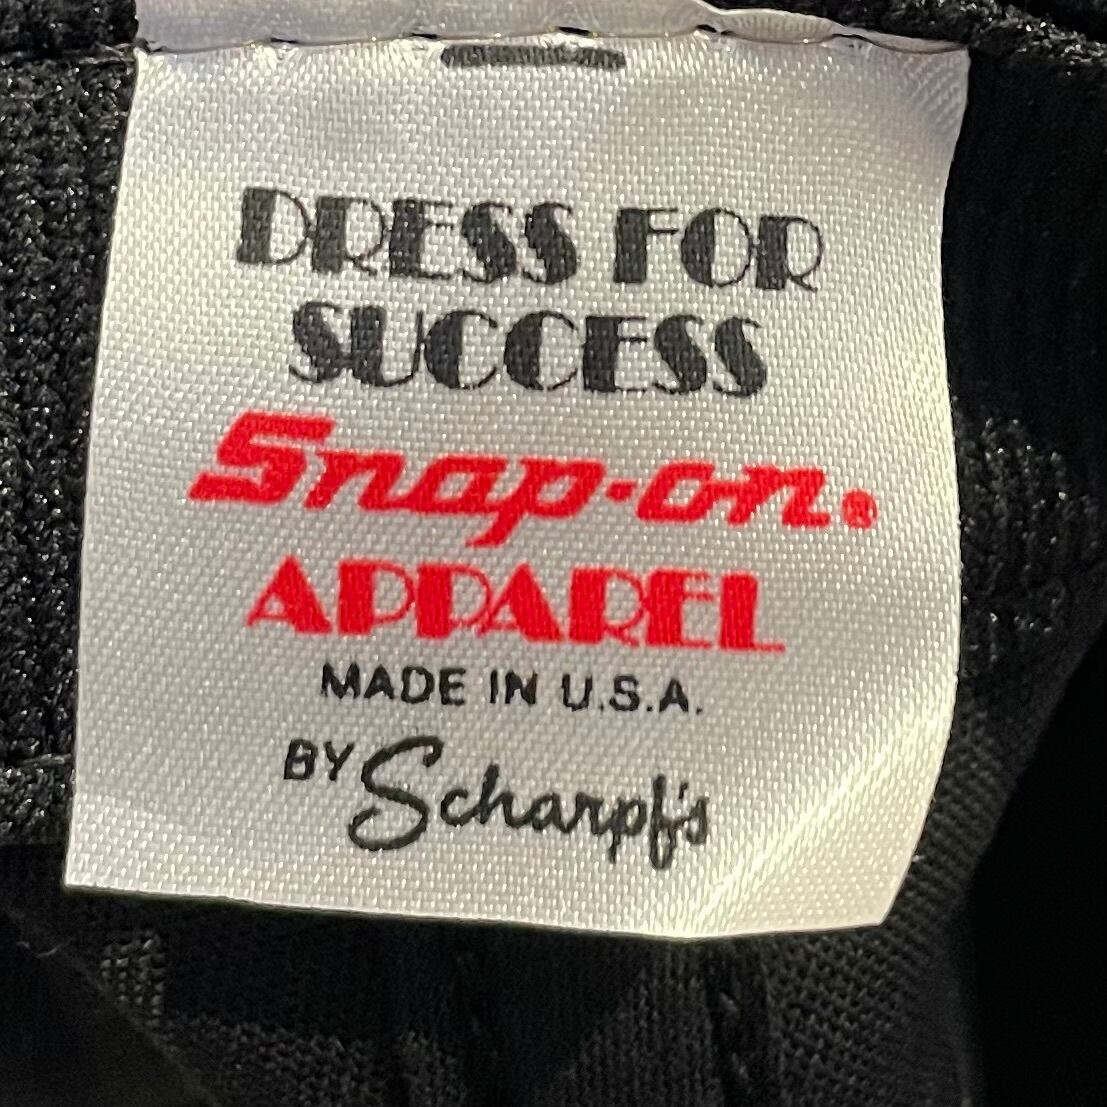 DRESS FOR
SUCCESS
Snap-on®
APPAREL
MADE IN U.S.A.
BY Scharpf's